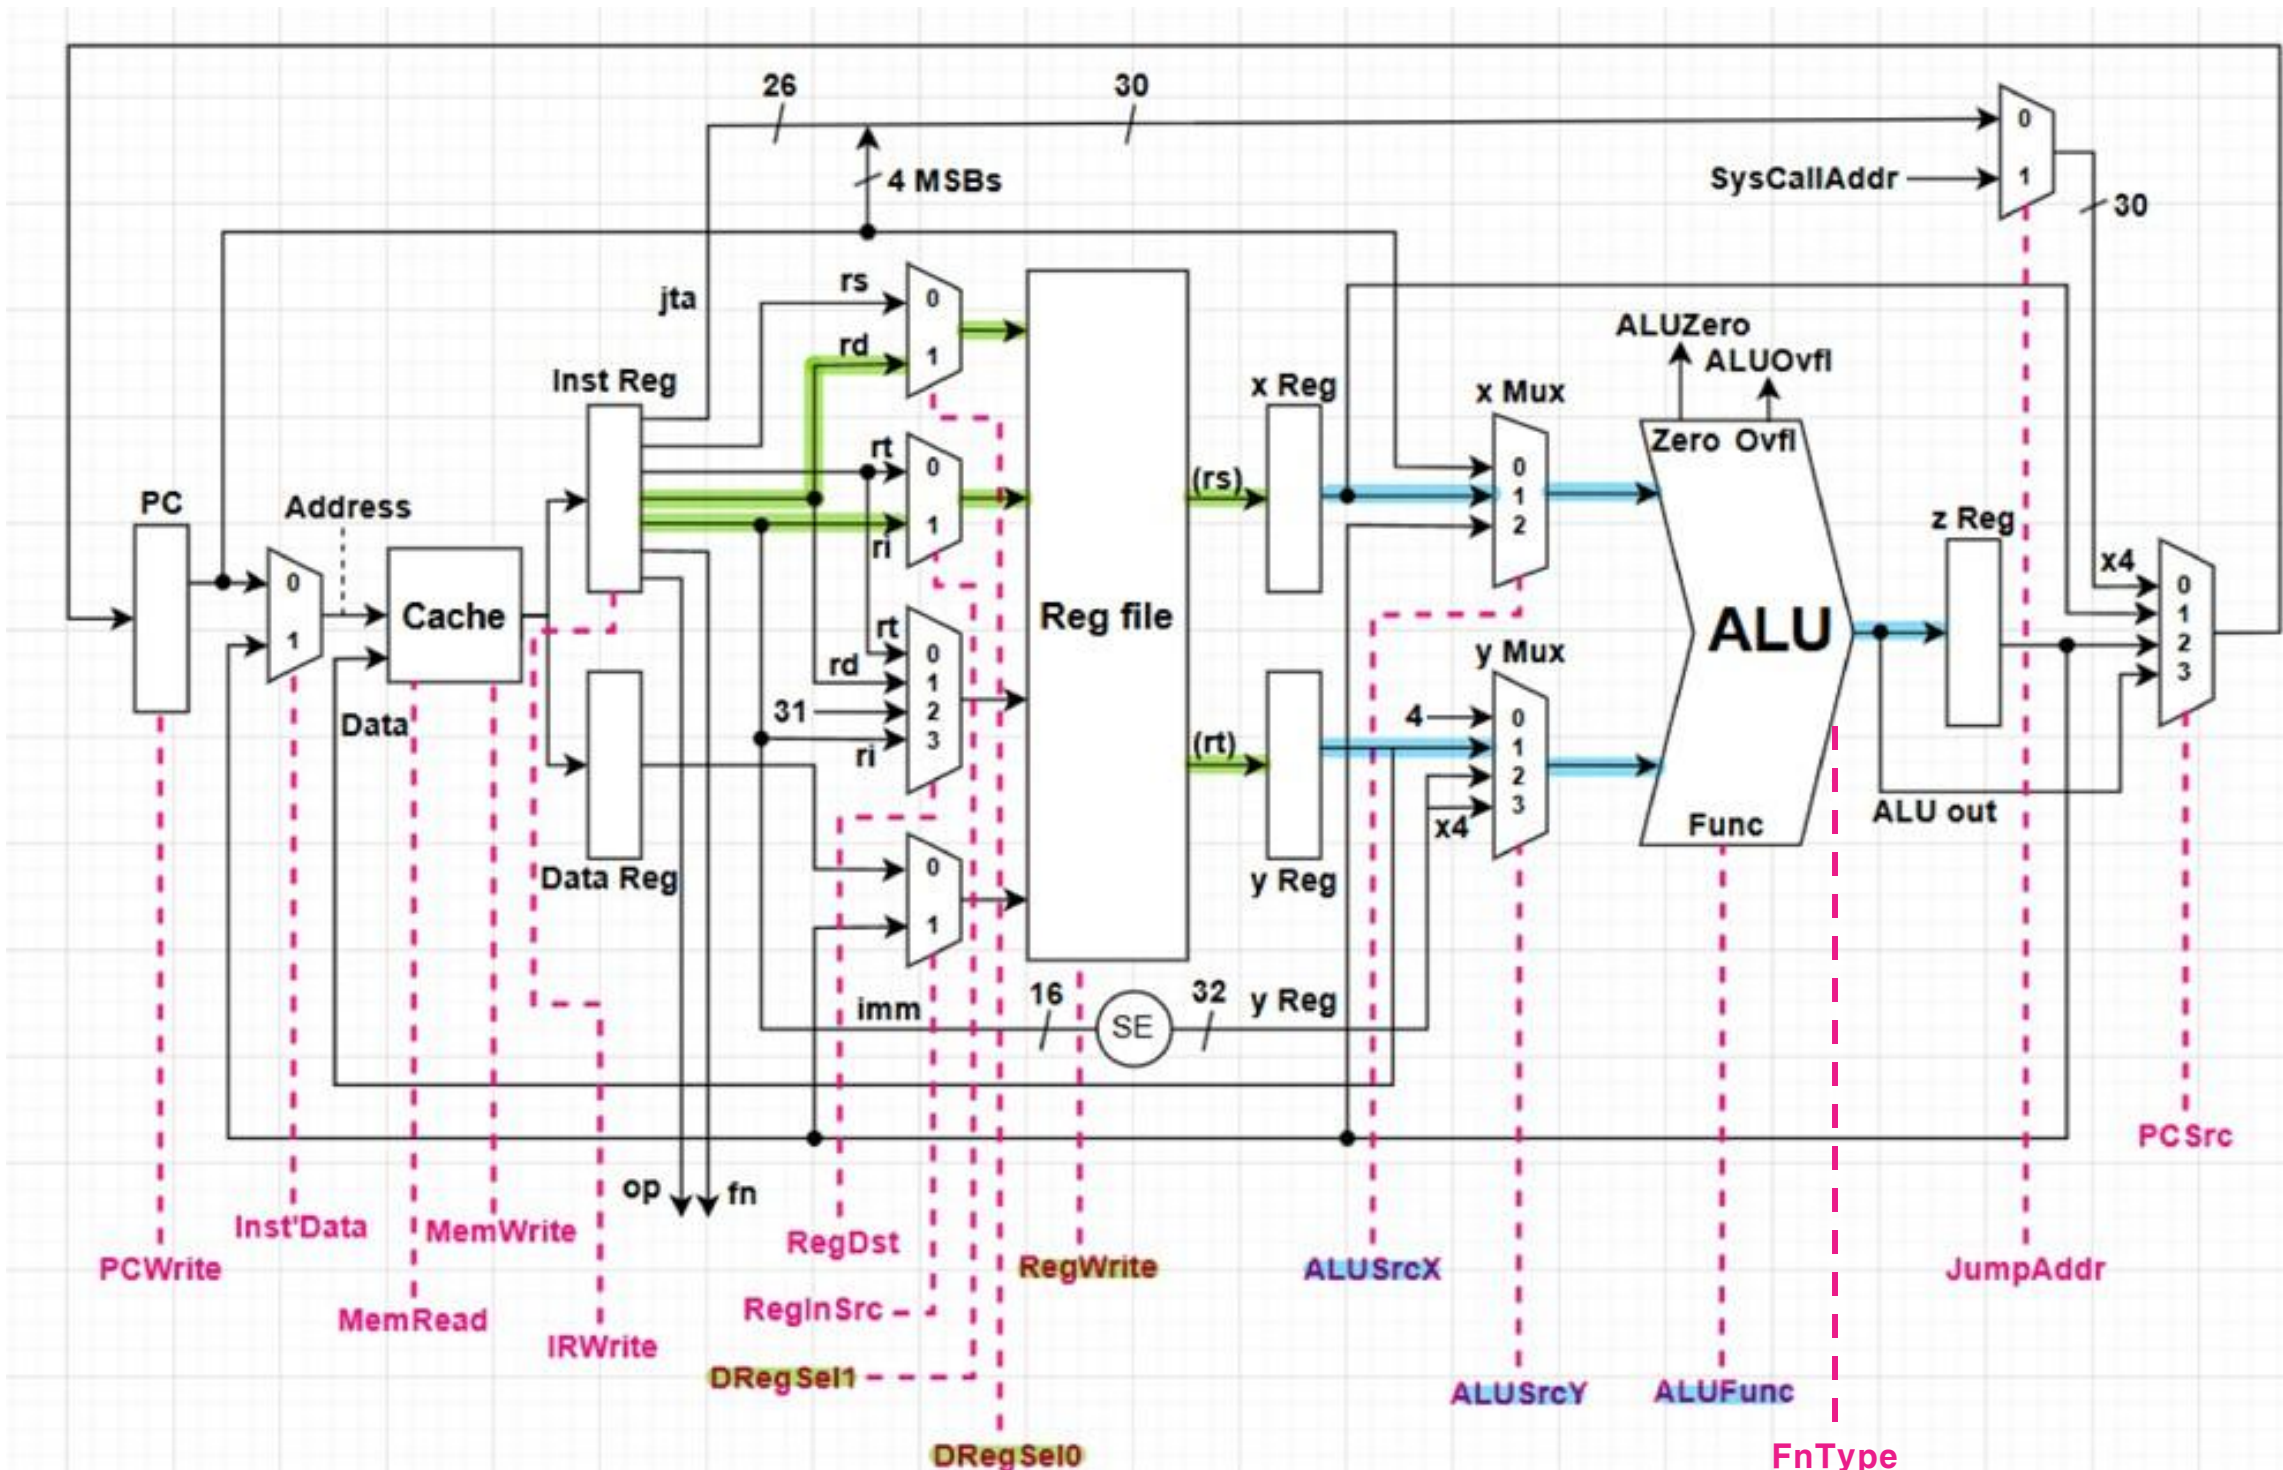 26
30
0
4 MSBs
SysCallAddr
1
30
rs
0
jta
rd
1
ALUZero
ALUOvfl
Inst Reg
x Reg
x Mux
rt
0
Zero Ovfl
PC
Address
(rs)
0
1
2
1
ri
z Reg
x4
0
1
2
3
0
1
Cache
Reg file
ALU
rt
0
rd
1
31
2
ri
3
y Mux
Data
(rt)
4
0
1
2
3
x4
ALU out
Func
Data Reg
0
1
y Reg
imm
16
SE
32
y Reg
PCSrc
op
fn
Inst'Data
MemWrite
RegDst
PCWrite
RegWrite
ALUSrcX
JumpAddr
MemRead
RegInSrc
IRWrite
DRegSel1
ALUSrcY
ALUFunc
DRegSel0
FnType